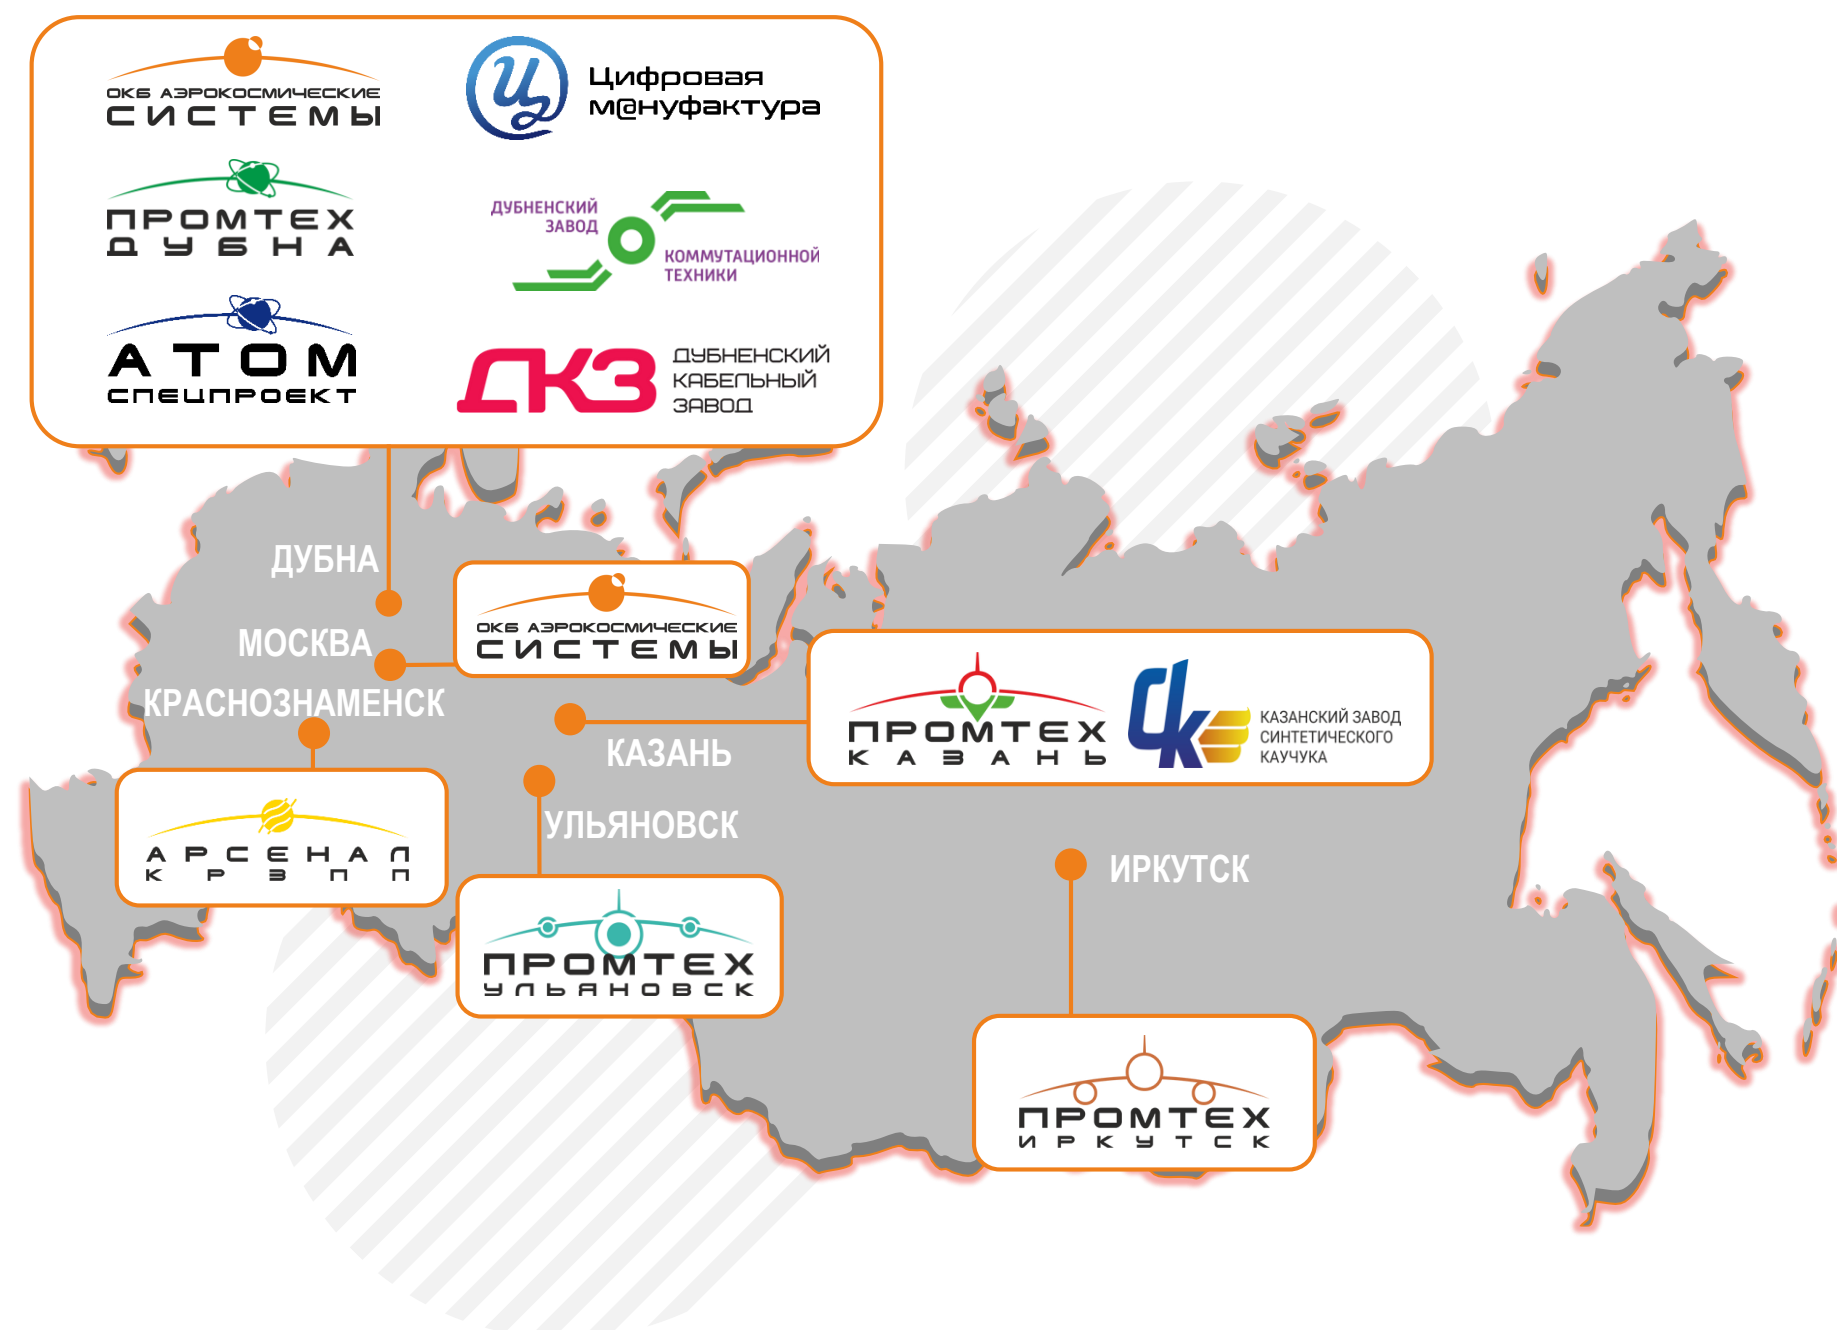 ОКБ АЭРОКОСМИЧЕСКИЕ
СИСТЕМЫ
Цифровая
м@нуфактура
ПРОМТЕХ
ДУБНА
ДУБНЕНСКИЙ
ЗАВОД
КОММУТАЦИОННОЙ
ТЕХНИКИ
АТОМ
СПЕЦПРОЕКТ
ДКЗ
ДУБНЕНСКИЙ
КАБЕЛЬНЫЙ
ЗАВОД
ДУБНА
МОСКВА
ОКБ АЭРОКОСМИЧЕСКИЕ
СИСТЕМЫ
КРАСНОЗНАМЕНСК
КАЗАНЬ
ПРОМТЕХ
КАЗАНЬ
СК
КАЗАНСКИЙ ЗАВОД
СИНТЕТИЧЕСКОГО
КАУЧУКА
АРСЕНАЛ
КРЗПП
УЛЬЯНОВСК
ПРОМТЕХ
УЛЬЯНОВСК
ИРКУТСК
ПРОМТЕХ
ИРКУТСК